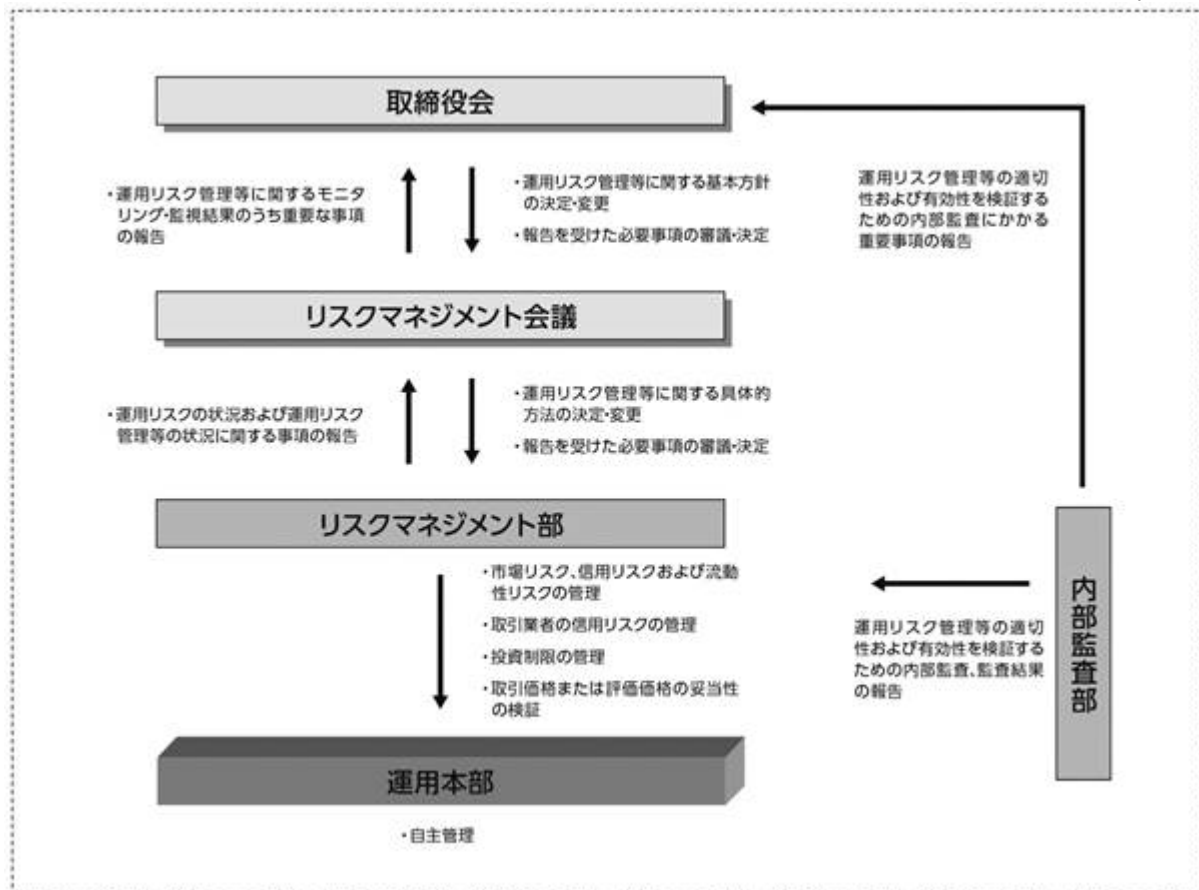 取締役会
・運用リスク管理等に関するモニタ
リング・監視結果のうち重要な事項
の報告
・運用リスク管理等に関する基本方針
の決定・変更
・報告を受けた必要事項の審議・決定
運用リスク管理等の適切
性および有効性を検証する
ための内部監査にかかる
重要事項の報告
リスクマネジメント会議
・運用リスクの状況および運用リスク
管理等の状況に関する事項の報告
・運用リスク管理等に関する具体的
方法の決定・変更
・報告を受けた必要事項の審議・決定
リスクマネジメント部
・市場リスク、信用リスクおよび流動
性リスクの管理
・取引業者の信用リスクの管理
・投資制限の管理
・取引価格または評価価格の妥当性
の検証
運用リスク管理等の適切
性および有効性を検証する
ための内部監査、監査結果
の報告
内部監査部
運用本部
・自主管理